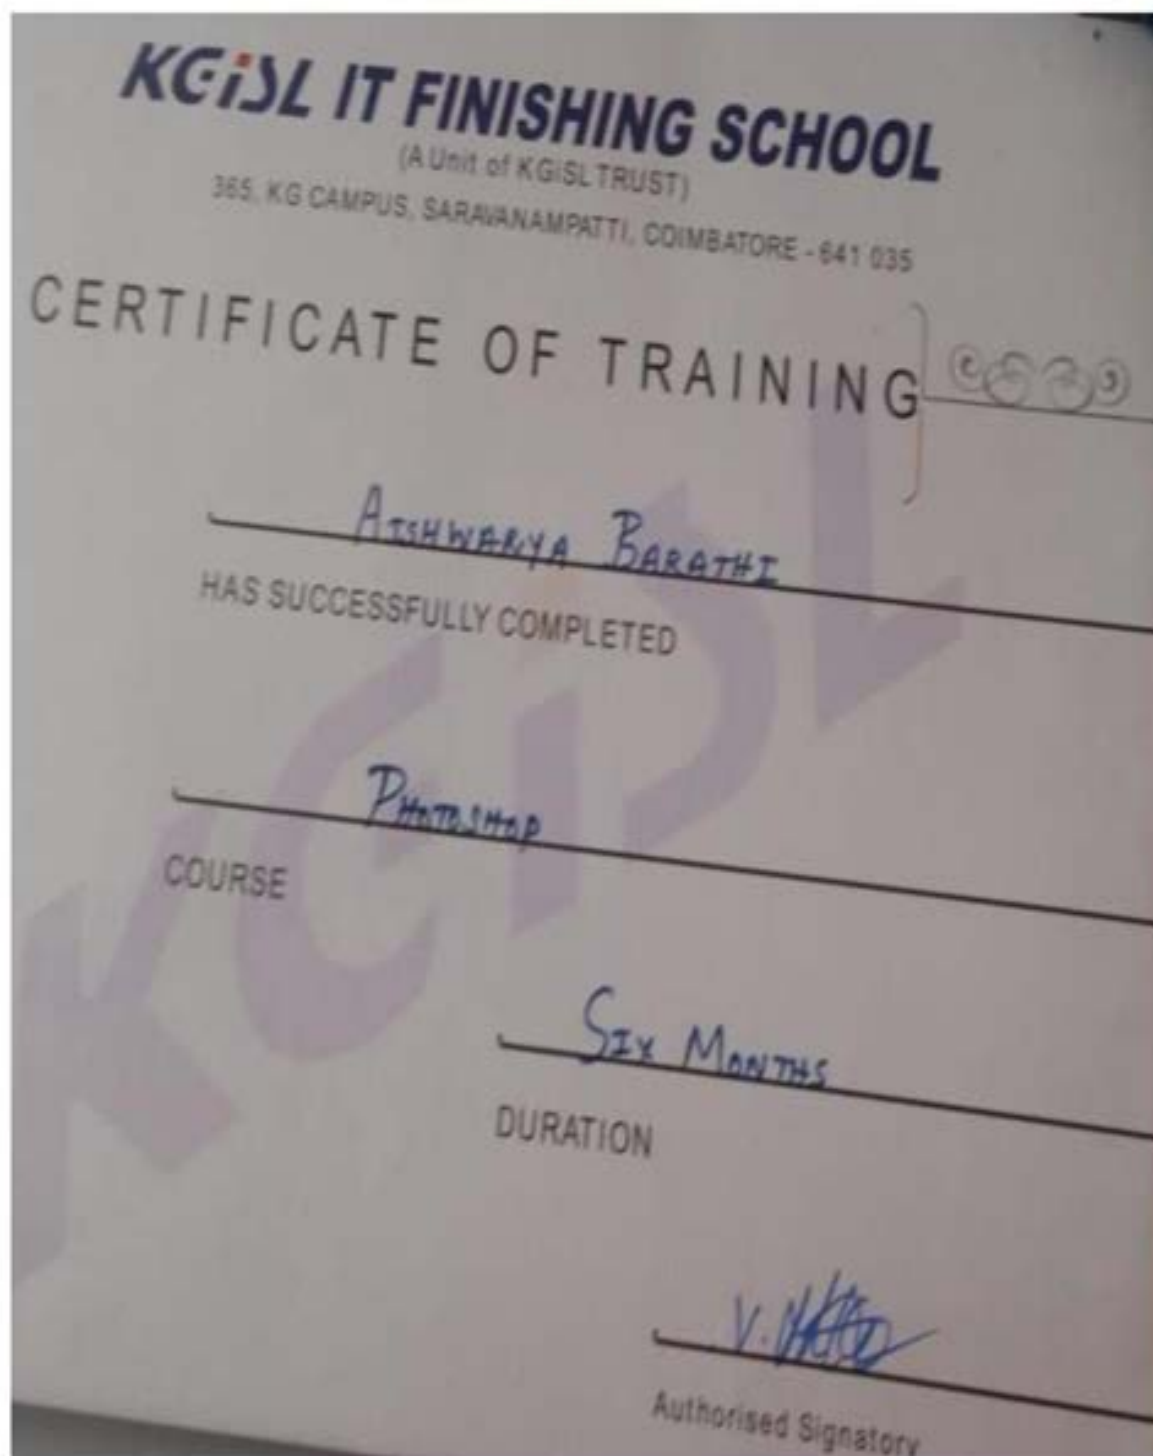 KGiSL IT FINISHING SCHOOL
(A Unit of KGISL TRUST)
365, KG CAMPUS, SARAVANAMPATTI, COIMBATORE - 641 035
CERTIFICATE OF TRAINING
AISHWARYA BARATHI
HAS SUCCESSFULLY COMPLETED
PHOTOSHOP
COURSE
SIX MONTHS
DURATION
V.
Authorised Signatory
KGISL